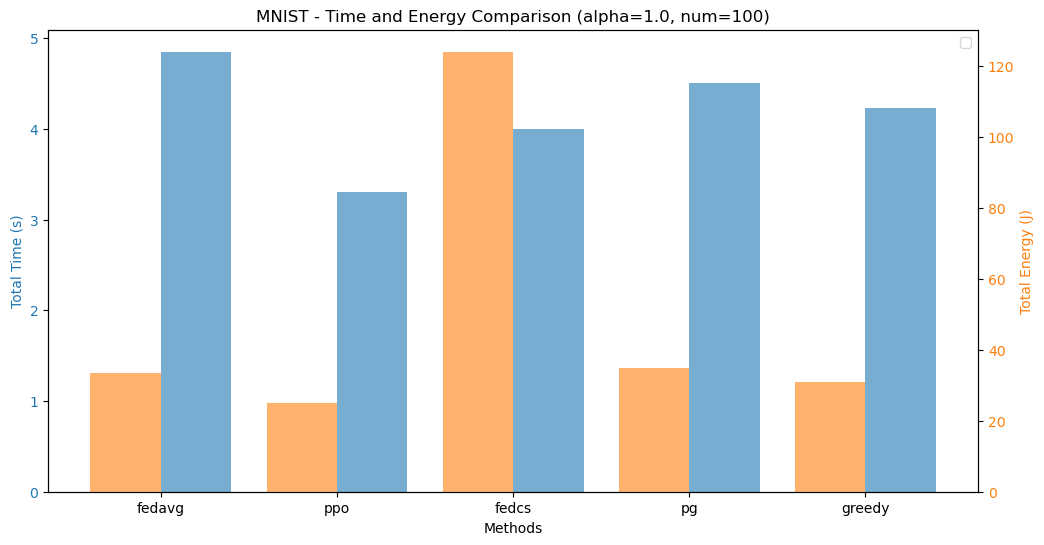 MNIST - Time and Energy Comparison (alpha=1.0, num=100)
Total Time (s)
5
4
3
2
1
0
120
100
80
60
40
20
0
Total Energy (J)
fedavg ppo fedcs pg greedy
Methods